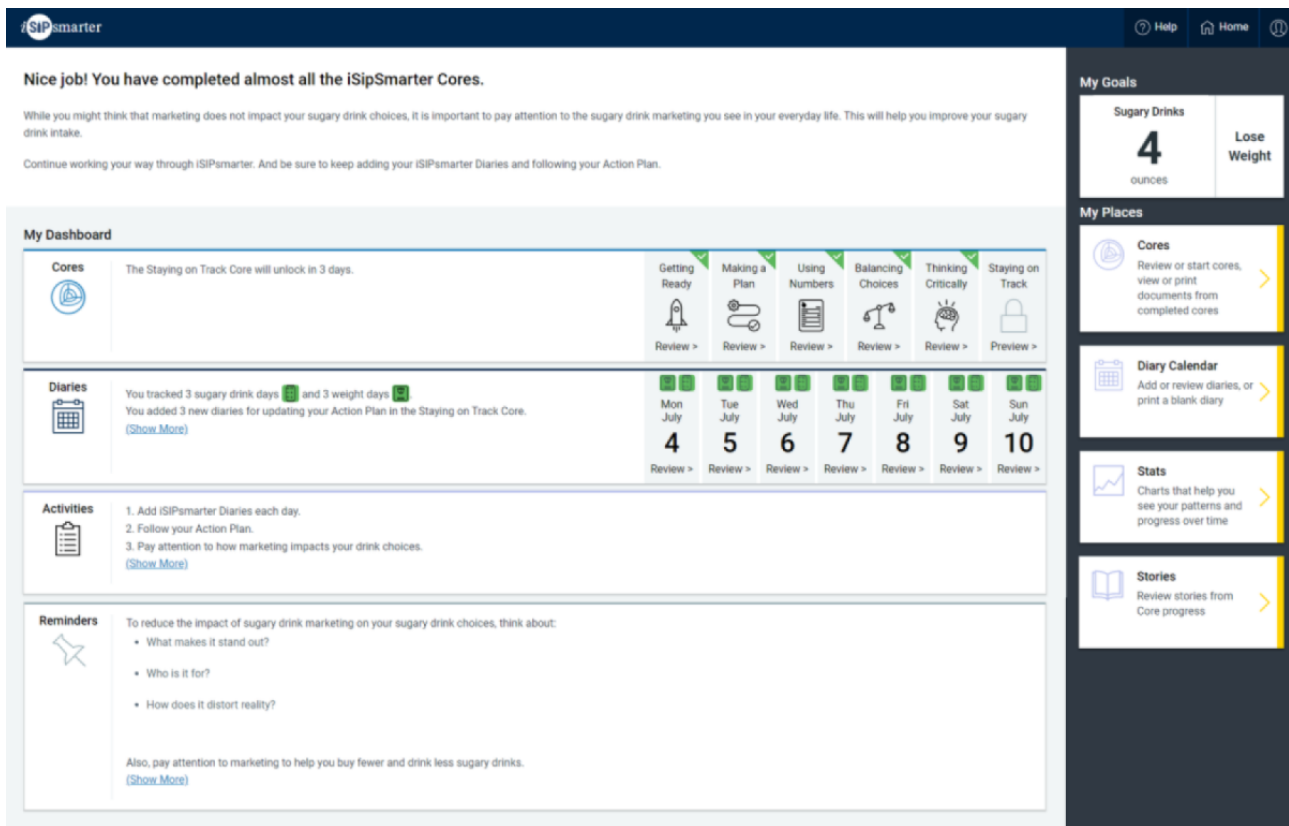 iSIPsmarter
Help
Home
Nice job! You have completed almost all the iSipSmarter Cores.
While you might think that marketing does not impact your sugary drink choices, it is important to pay attention to the sugary drink marketing you see in your everyday life. This will help you improve your sugary
drink intake.
Continue working your way through iSIPsmarter. And be sure to keep adding your iSIPsmarter Diaries and following your Action Plan.
My Dashboard
Cores
The Staying on Track Core will unlock in 3 days.
Getting
Ready
Review >
Making a
Plan
Review >
Using
Numbers
Review >
Balancing
Choices
Review >
Thinking
Critically
Review >
Staying on
Track
Preview >
Diaries
You tracked 3 sugary drink days and 3 weight days .
You added 3 new diaries for updating your Action Plan in the Staying on Track Core.
(Show More)
Mon
July
4
Review >
Tue
July
5
Review >
Wed
July
6
Review >
Thu
July
7
Review >
Fri
July
8
Review >
Sat
July
9
Review >
Sun
July
10
Review >
Activities
1. Add iSIPsmarter Diaries each day.
2. Follow your Action Plan.
3. Pay attention to how marketing impacts your drink choices.
(Show More)
Reminders
To reduce the impact of sugary drink marketing on your sugary drink choices, think about:
• What makes it stand out?
• Who is it for?
• How does it distort reality?
Also, pay attention to marketing to help you buy fewer and drink less sugary drinks.
(Show More)
My Goals
Sugary Drinks
4
ounces
Lose
Weight
My Places
Cores
Review or start cores,
view or print
documents from
completed cores
Diary Calendar
Add or review diaries, or
print a blank diary
Stats
Charts that help you
see your patterns and
progress over time
Stories
Review stories from
Core progress